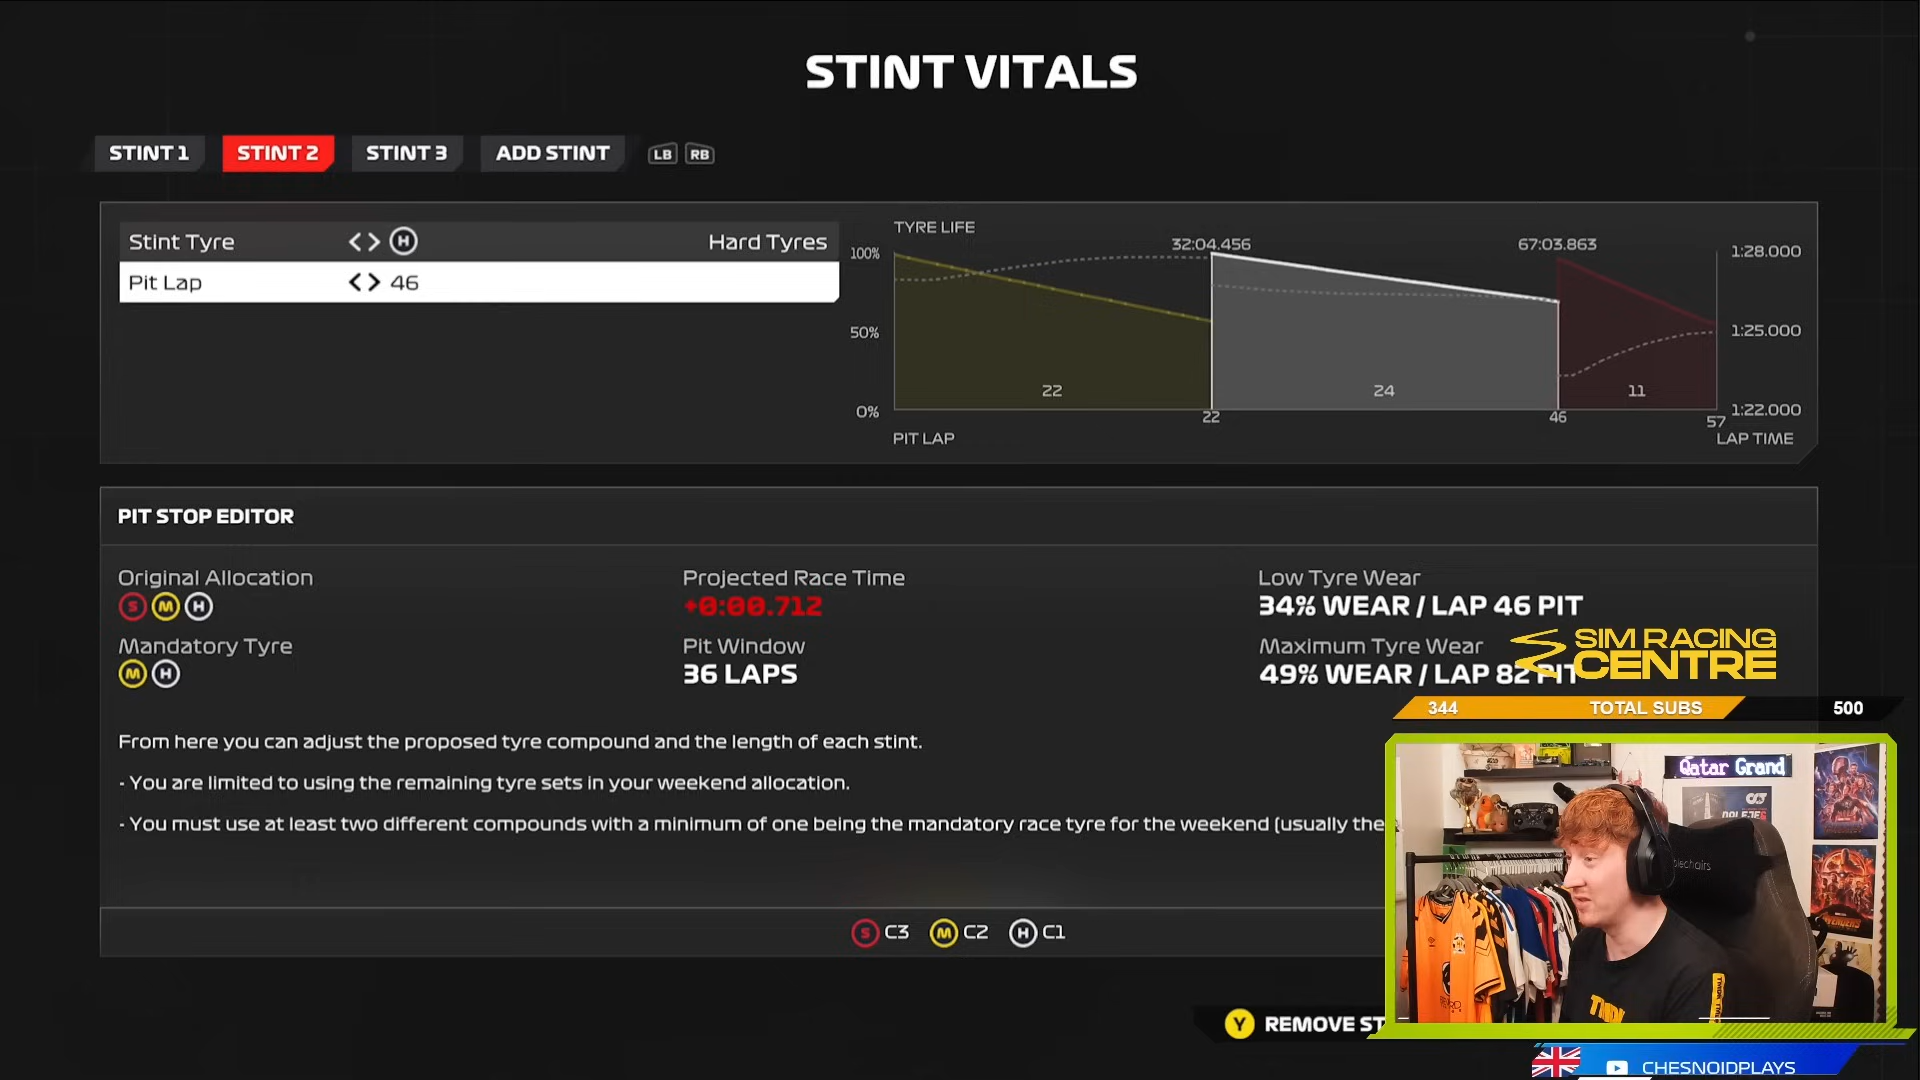 STINT VITALS
STINT 1
STINT 2
STINT 3
ADD STINT
LB
RB
Stint Tyre
H
Hard Tyres
Pit Lap
46
TYRE LIFE
100%
50%
0%
32:04.456
67:03.863
1:28.000
1:25.000
1:22.000
22
24
11
22
46
57
PIT LAP
LAP TIME
PIT STOP EDITOR
Original Allocation
S M H
Mandatory Tyre
M H
Projected Race Time
+0:00.712
Pit Window
36 LAPS
Low Tyre Wear
34% WEAR / LAP 46 PIT
Maximum Tyre Wear
49% WEAR / LAP 82 PIT
SIM RACING
CENTRE
344 TOTAL SUBS 500
From here you can adjust the proposed tyre compound and the length of each stint.
- You are limited to using the remaining tyre sets in your weekend allocation.
- You must use at least two different compounds with a minimum of one being the mandatory race tyre for the weekend (usually the
Qatar Grand
S C3 M C2 H C1
Y REMOVE ST
CHESNOIDPLAYS